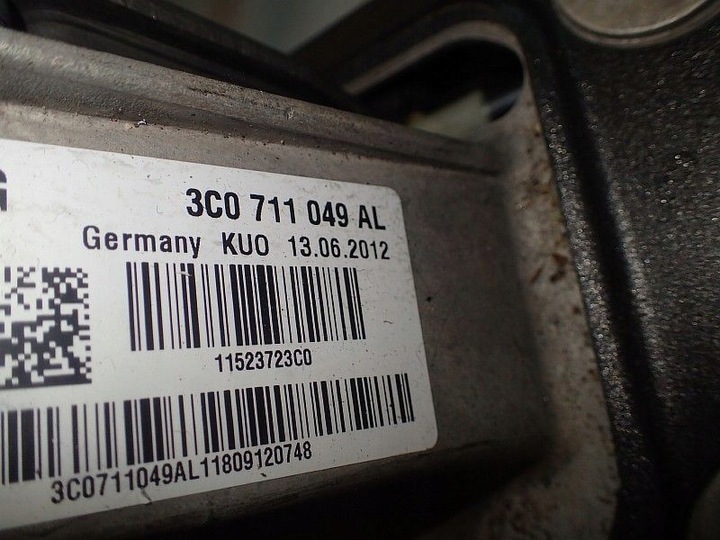 G
3C0 711 049 AL
Germany KUO 13.06.2012
11523723C0
3C0711049AL11809120748